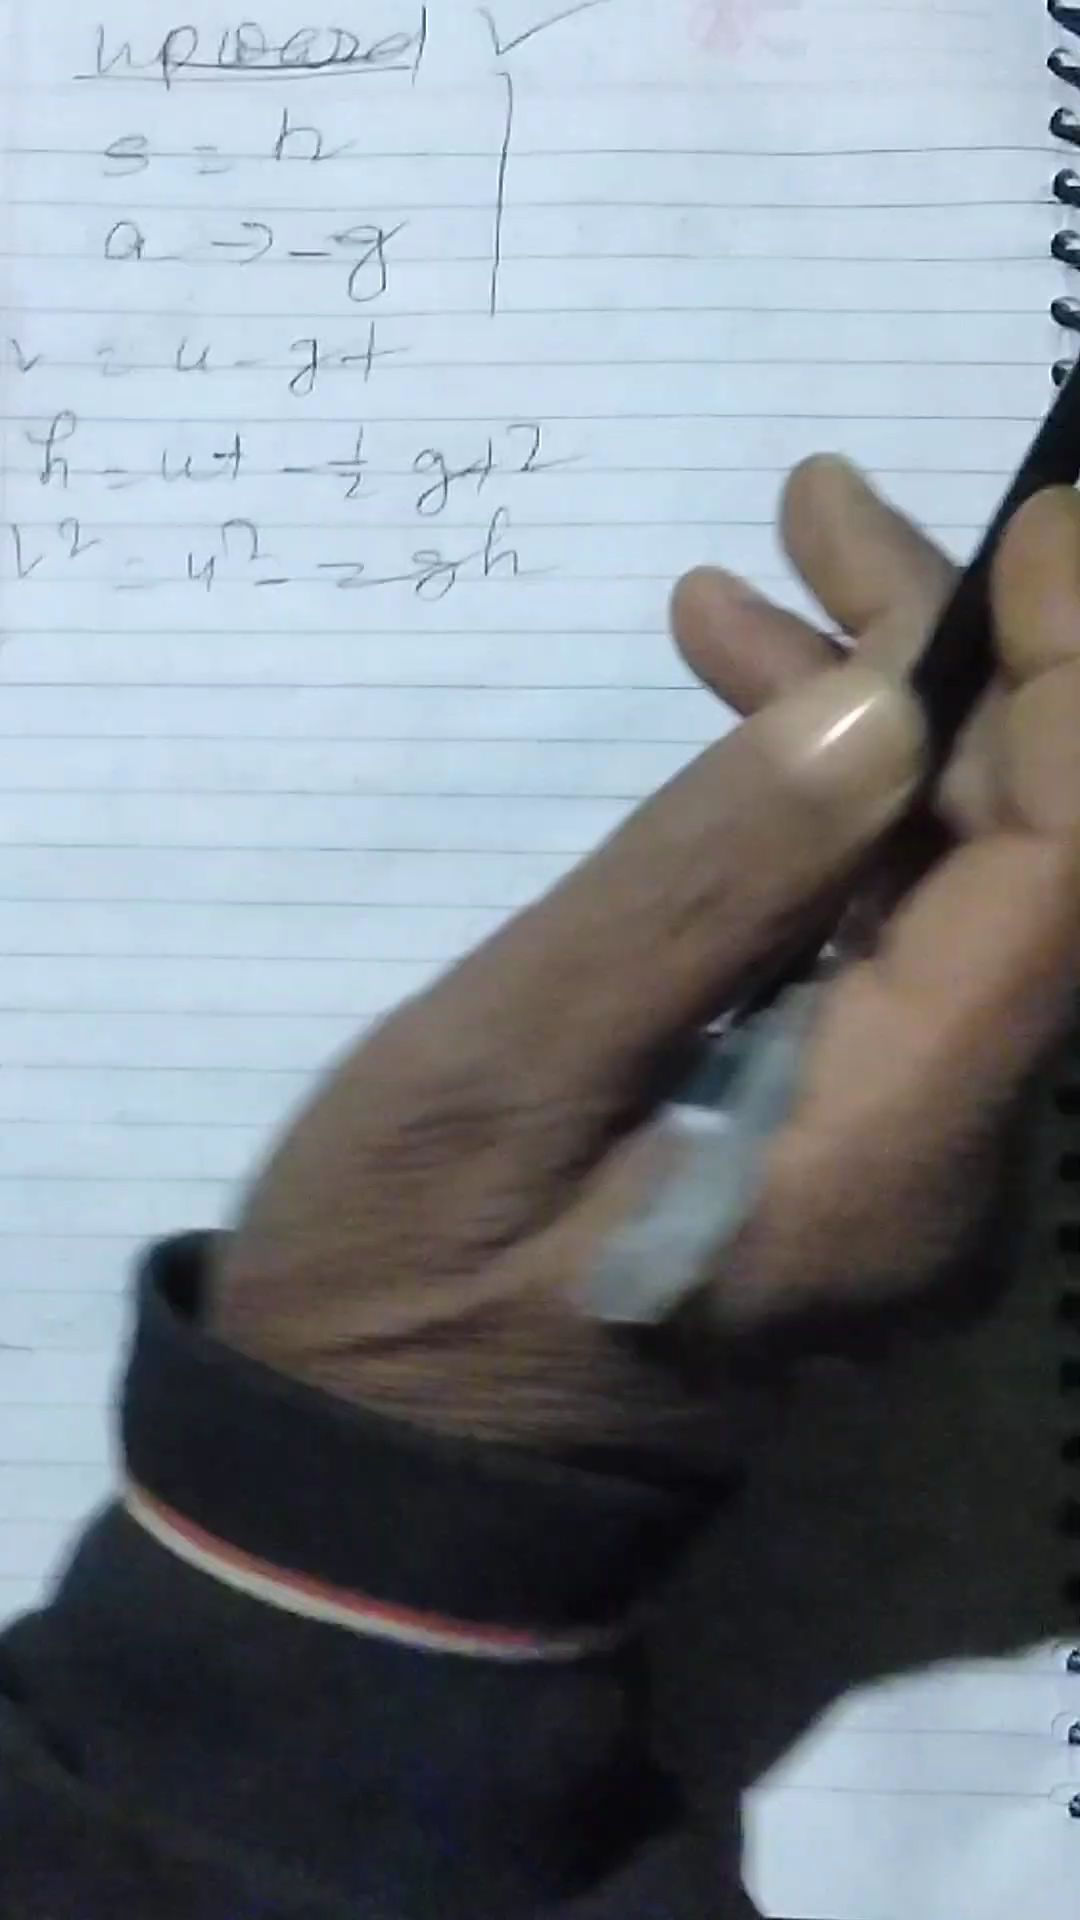 upward ✓
s = h
a → -g
v = u - gt
h = ut - 1/2 gt2
v² = u² - 2gh